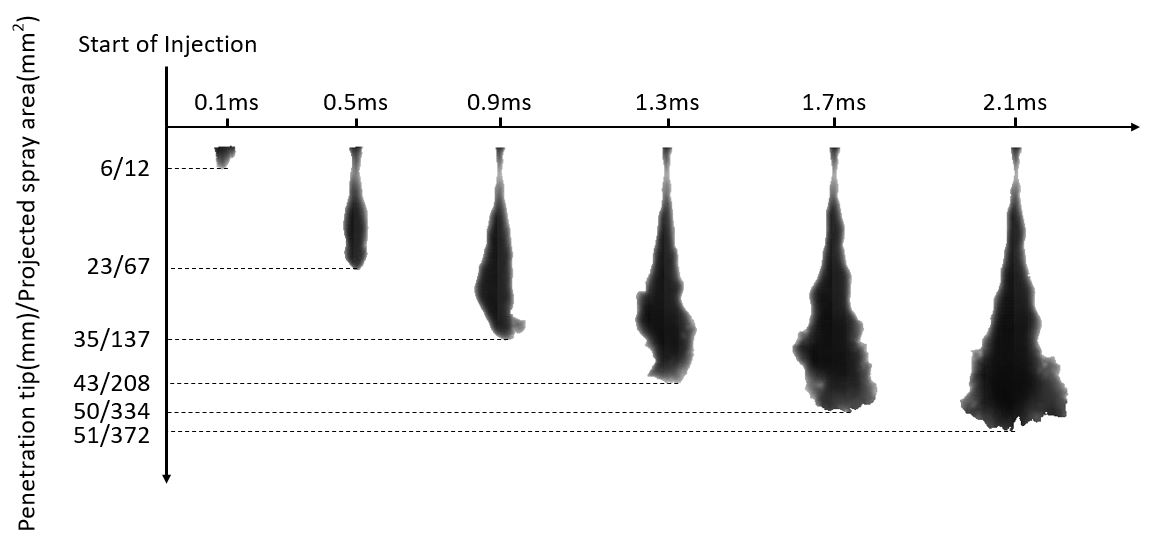 Penetration tip(mm)/Projected spray area(mm²)
Start of Injection
0.1ms 0.5ms 0.9ms 1.3ms 1.7ms 2.1ms
6/12
23/67
35/137
43/208
50/334
51/372